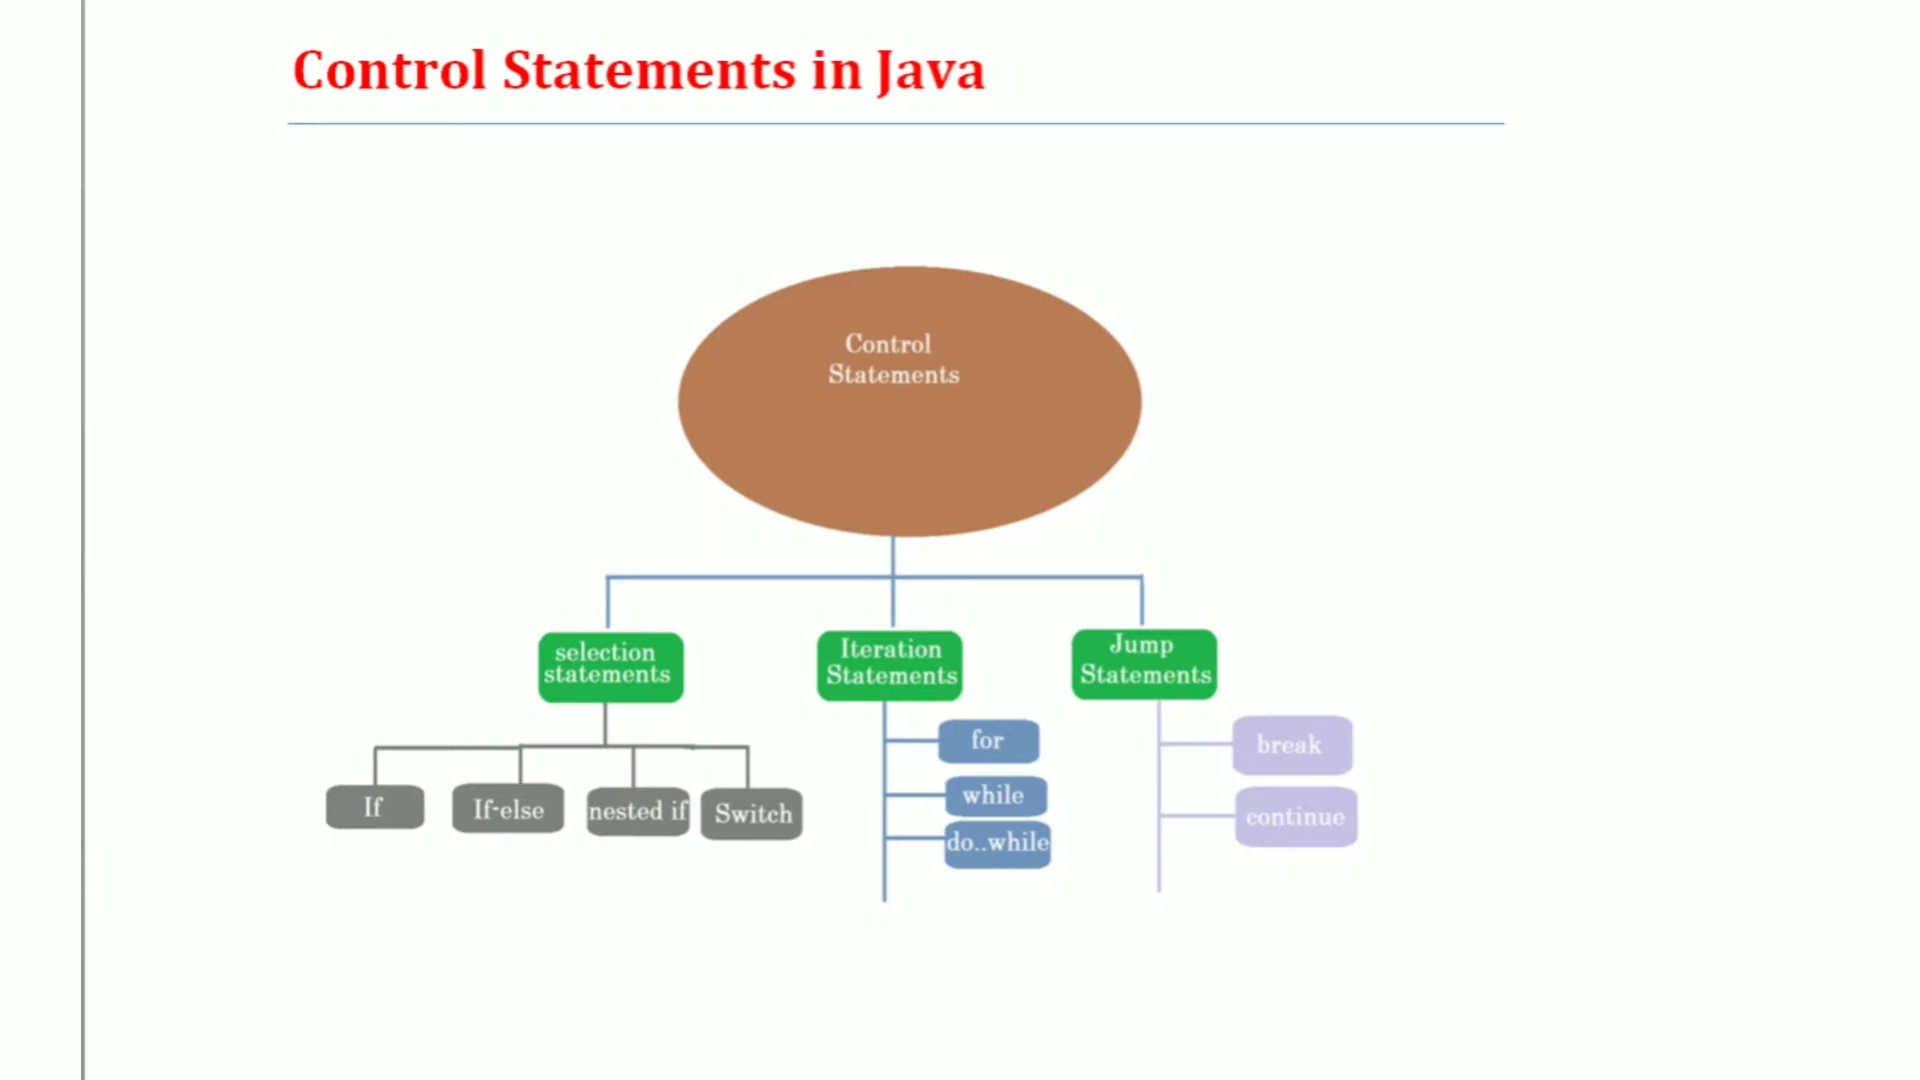 Control Statements in Java
Control
Statements
selection
statements
Iteration
Statements
Jump
Statements
for
break
while
continue
do..while
If
If-else
nested if
Switch